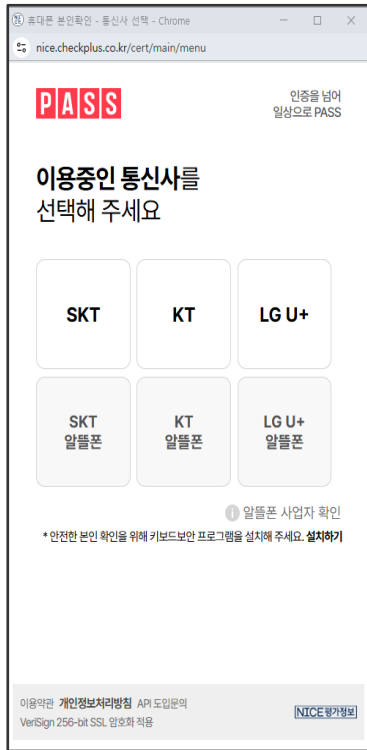 휴대폰 본인확인 - 통신사 선택 - Chrome
nice.checkplus.co.kr/cert/main/menu
PASS
인증을 넘어
일상으로 PASS
이용중인 통신사를
선택해 주세요
SKT
KT
LG U+
SKT
알뜰폰
KT
알뜰폰
LG U+
알뜰폰
알뜰폰 사업자 확인
* 안전한 본인 확인을 위해 키보드보안 프로그램을 설치해 주세요. 설치하기
이용약관 개인정보처리방침 API 도입문의
VeriSign 256-bit SSL 암호화 적용
NICE평가정보